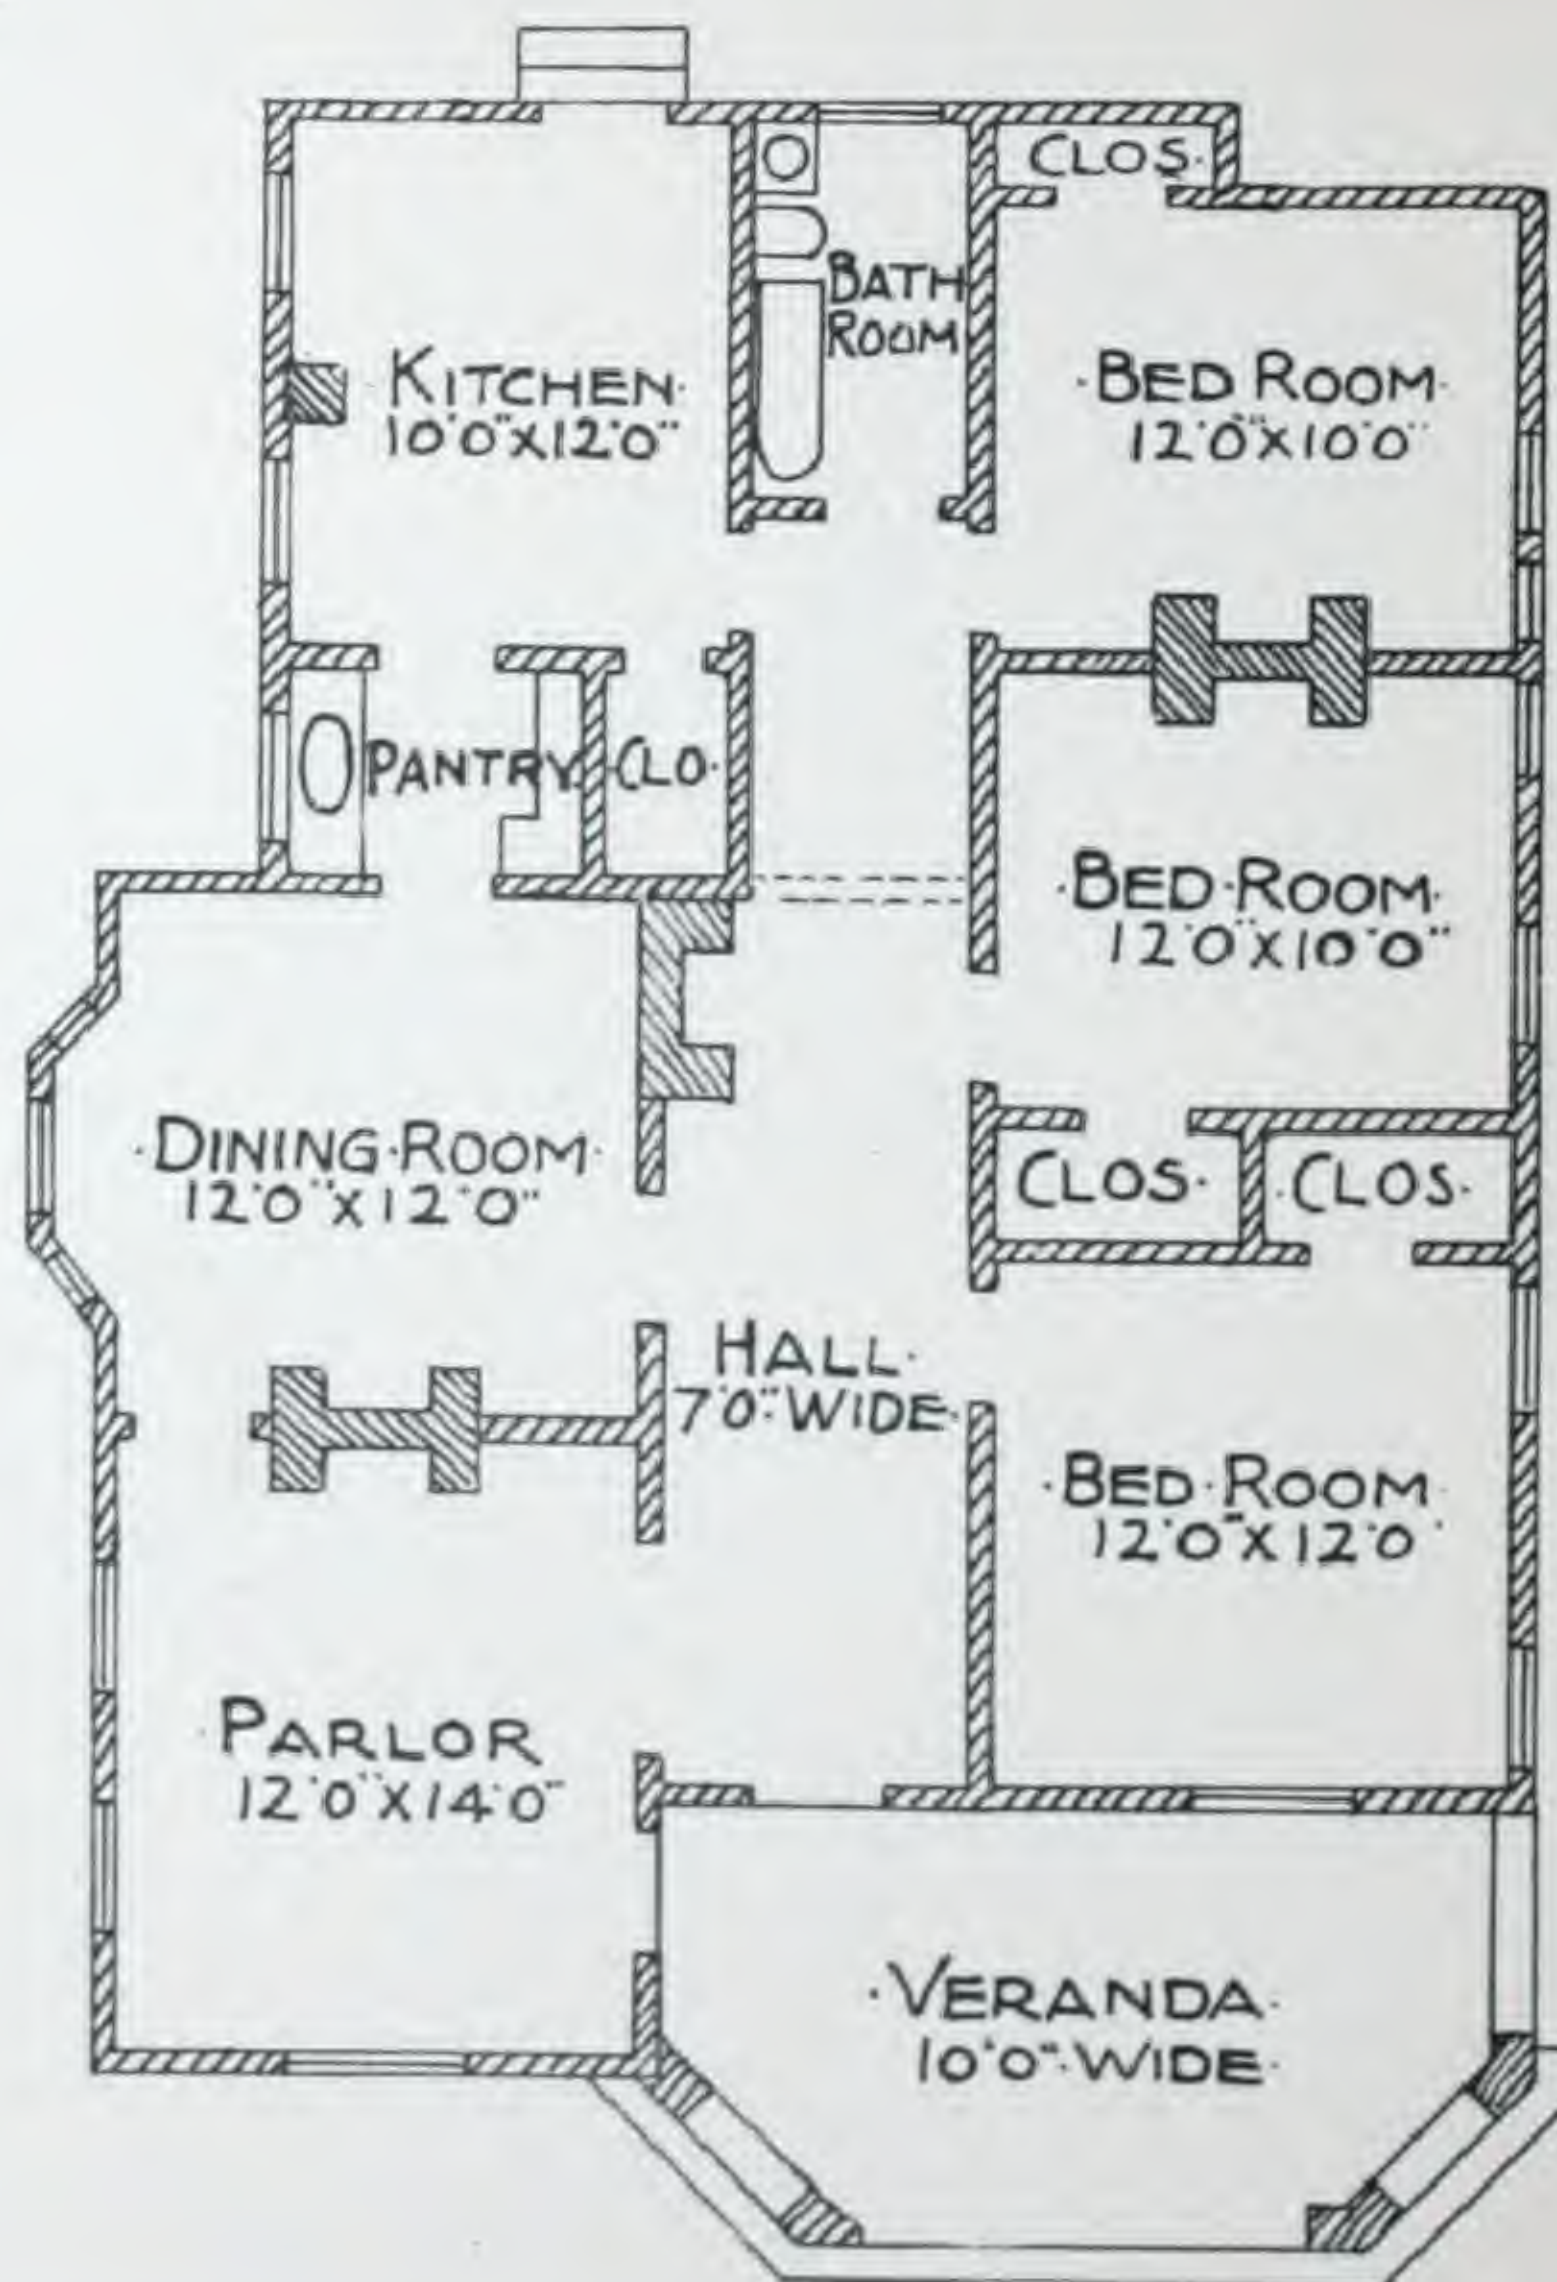 CLOS.
BATH
ROOM
KITCHEN.
10'0"X12'0"
BED ROOM.
12'0"X10'0"
PANTRY
CLO.
BED ROOM.
12'0"X10'0"
DINING ROOM.
12'0"X12'0"
CLOS.
CLOS.
HALL.
7'0" WIDE.
BED ROOM
12'0"X12'0
PARLOR
12'0"X14'0"
VERANDA.
10'0" WIDE.